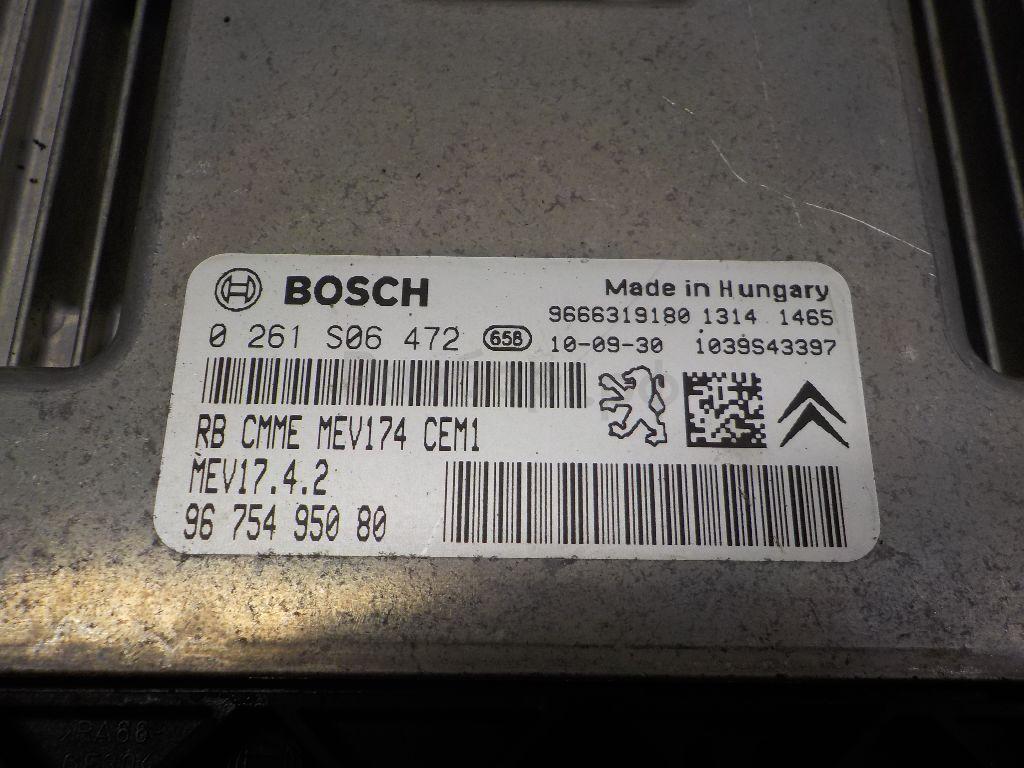 BOSCH
Made in Hungary
9666319180 1314 1465
0 261 S06 472 658
10-09-30 1039S43397
RB CMME MEV174 CEM1
MEV17.4.2
96 754 950 80